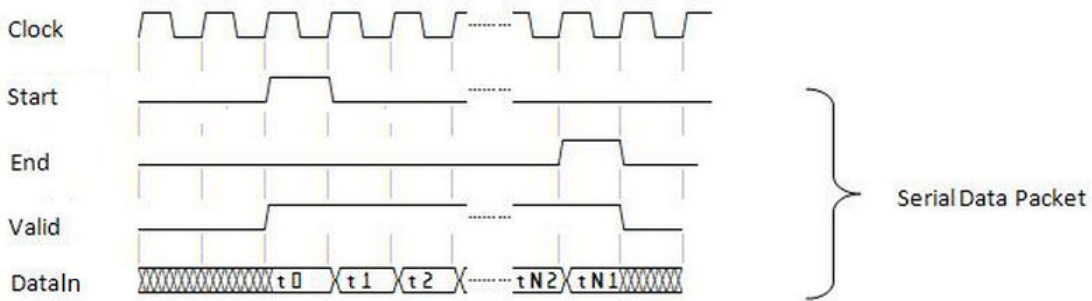 Clock
Start
End
Valid
Serial Data Packet
DataIn
t0 t1 t2 tN2 tN1